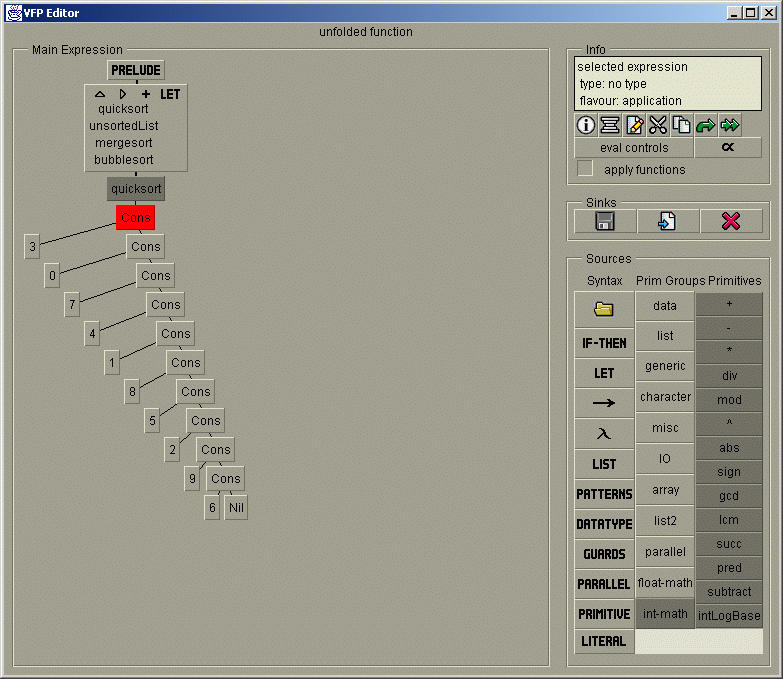 VFP Editor
unfolded function
Main Expression
PRELUDE
LET
quicksort
unsortedList
mergesort
bubblesort
quicksort
Cons
3
Cons
0
Cons
7
Cons
4
Cons
1
Cons
8
Cons
5
Cons
2
Cons
9
Cons
6
Nil
Info
selected expression
type: no type
flavour: application
eval controls
α
apply functions
Sinks
Sources
Syntax Prim Groups Primitives
IF-THEN
LET
→
λ
LIST
PATTERNS
DATATYPE
GUARDS
PARALLEL
PRIMITIVE
LITERAL
data
list
generic
character
misc
IO
array
list2
parallel
float-math
int-math
+
-
*
div
mod
^
abs
sign
gcd
lcm
succ
pred
subtract
intLogBase